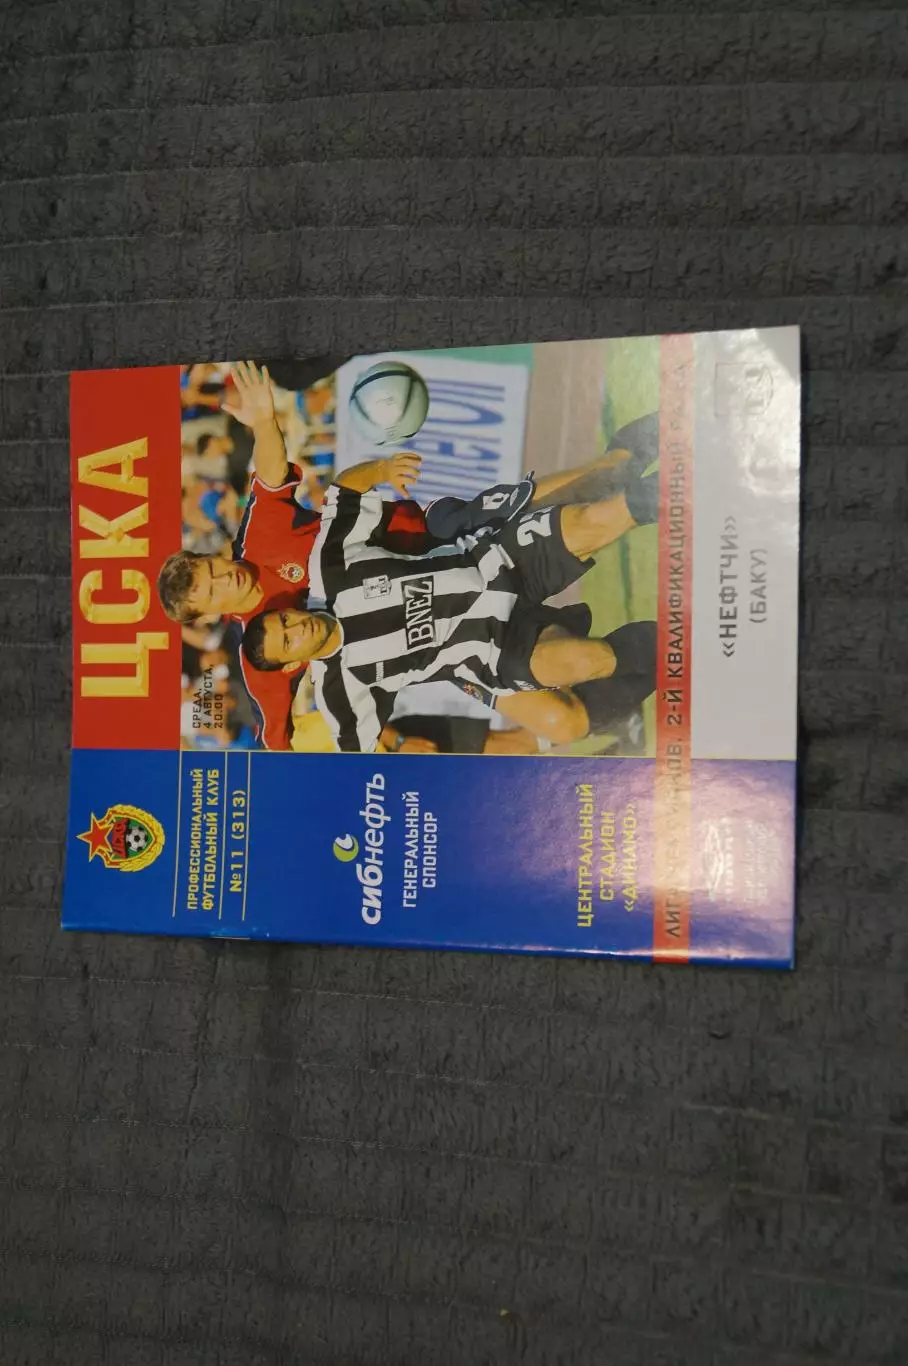 ЦСКА
ПРОФЕССИОНАЛЬНЫЙ
ФУТБОЛЬНЫЙ КЛУБ
№11 (313)
СРЕДА,
4 АВГУСТА,
20.00
сибнефть
ГЕНЕРАЛЬНЫЙ
СПОНСОР
BNEZ
ЦЕНТРАЛЬНЫЙ
СТАДИОН
«ДИНАМО»
2-Й КВАЛИФИКАЦИОННЫЙ
«НЕФТЧИ»
(БАКУ)